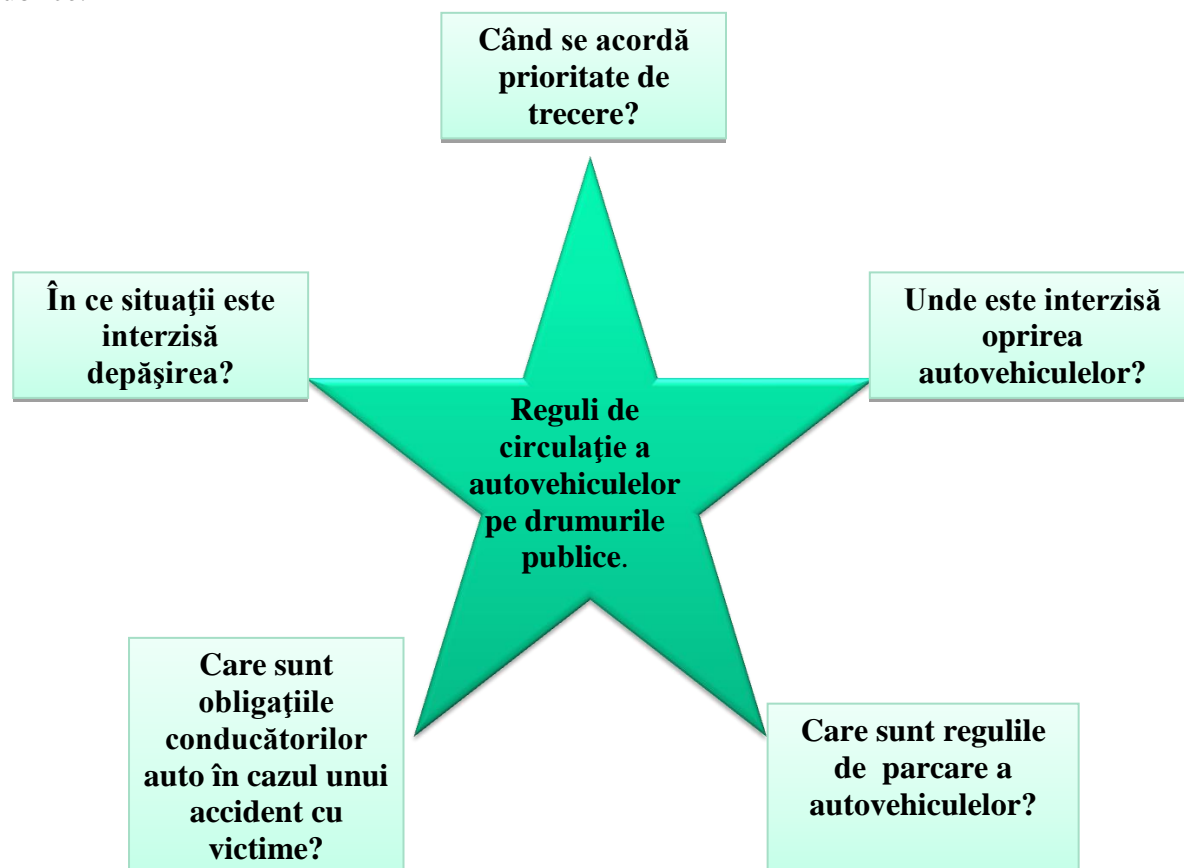 Când se acordă
prioritate de
trecere?
În ce situaţii este
interzisă
depăşirea?
Unde este interzisă
oprirea
autovehiculelor?
Reguli de
circulaţie a
autovehiculelor
pe drumurile
publice.
Care sunt
obligaţiile
conducătorilor
auto în cazul unui
accident cu
victime?
Care sunt regulile
de parcare a
autovehiculelor?